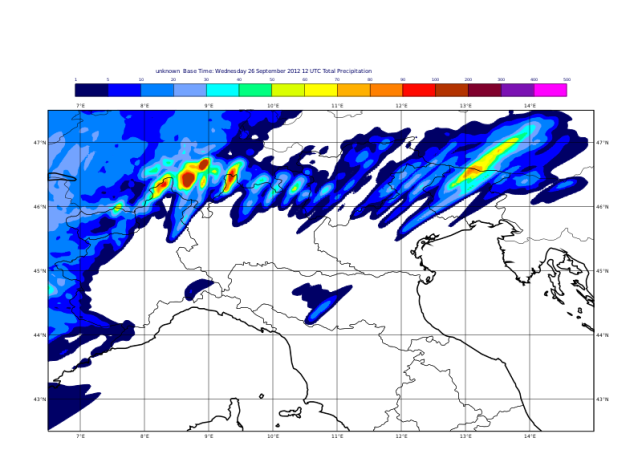 unknown Base Time: Wednesday 26 September 2012 12 UTC Total Precipitation
1 5 10 20 30 40 50 60 70 80 90 100 200 300 400 500
7°E 8°E 9°E 10°E 11°E 12°E 13°E 14°E
47°N 47°N
46°N 46°N
45°N 45°N
44°N 44°N
43°N 43°N
7°E 8°E 9°E 10°E 11°E 12°E 13°E 14°E